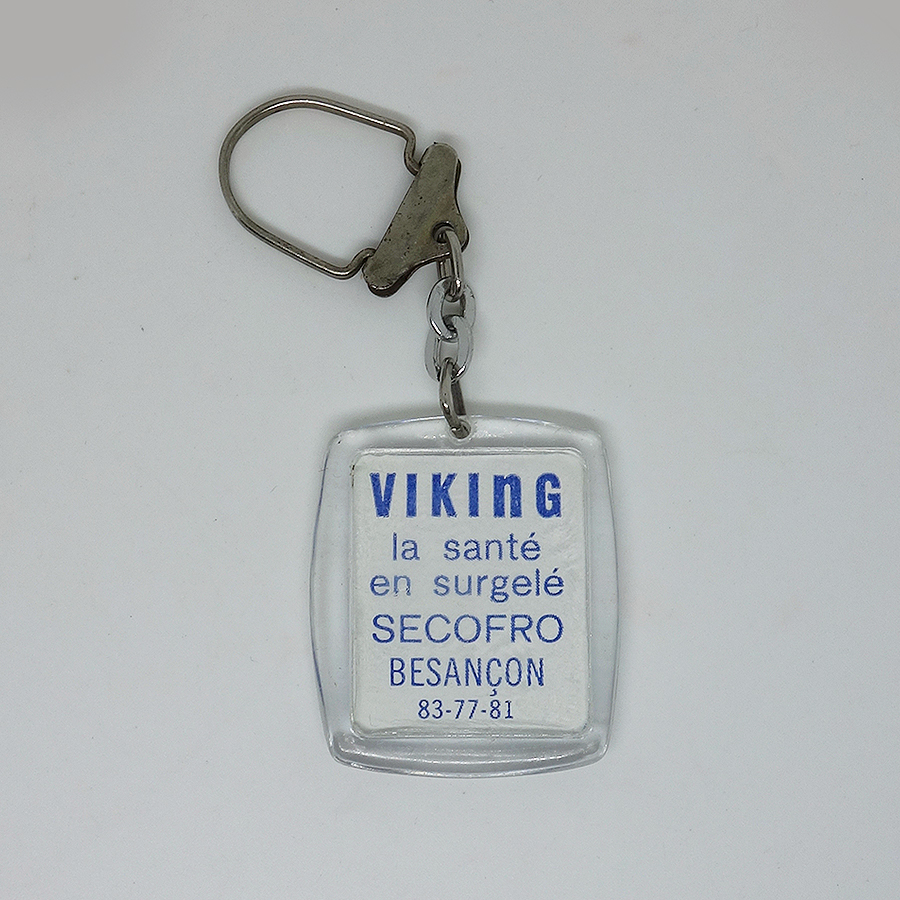 VIKInG
la santé
en surgelé
SECOFRO
BESANÇON
83-77-81